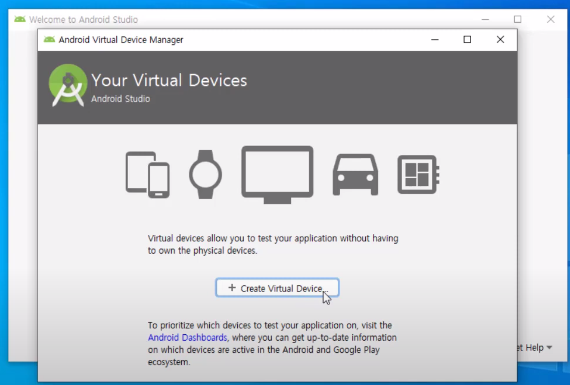 Welcome to Android Studio
Android Virtual Device Manager
Your Virtual Devices
Android Studio
Virtual devices allow you to test your application without having
to own the physical devices.
+ Create Virtual Device...
To prioritize which devices to test your application on, visit the
Android Dashboards, where you can get up-to-date information
on which devices are active in the Android and Google Play
ecosystem.
et Help